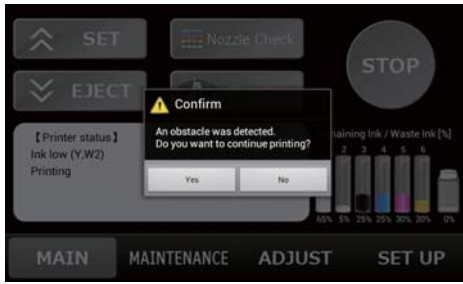 SET
Nozzle Check
STOP
EJECT
Confirm
An obstacle was detected.
Do you want to continue printing?
Yes
No
【Printer status】
Ink low (Y,W2)
Printing
aining Ink / Waste Ink [%]
2 3 4 5 6
65% 5% 25% 25% 30% 20% 0%
MAIN MAINTENANCE ADJUST SET UP